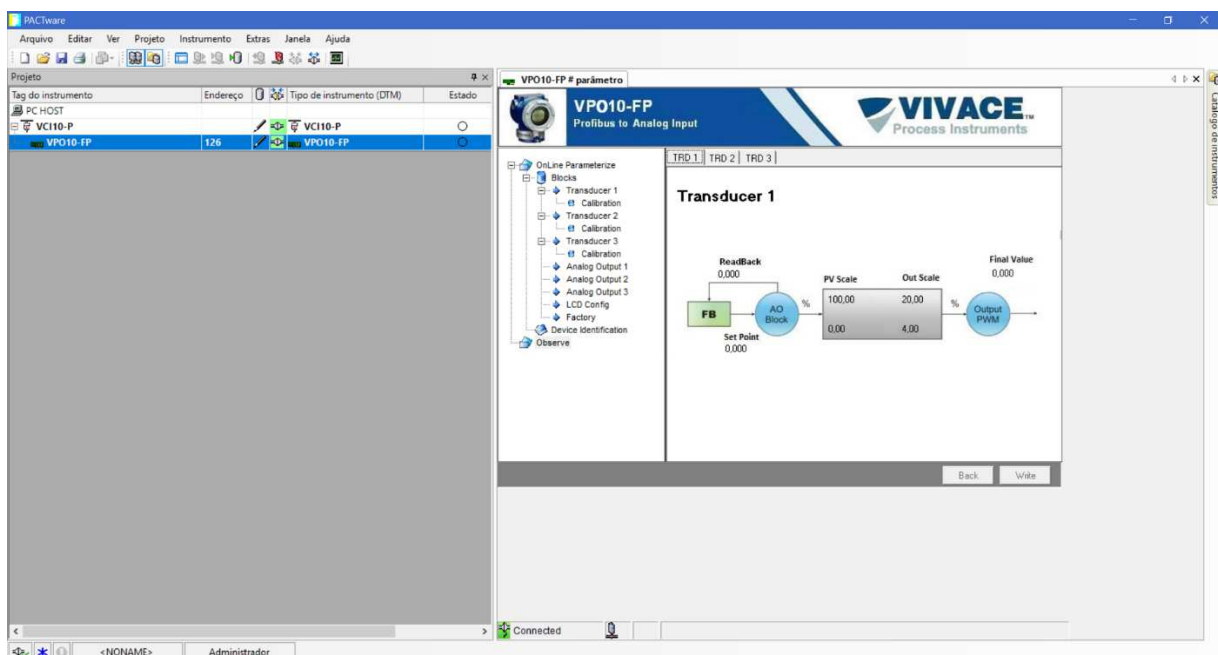 PACTware
Arquivo Editar Ver Projeto Instrumento Extras Janela Ajuda
Projeto
Tag do instrumento Endereço Tipo de instrumento (DTM) Estado
PC HOST
VCI10-P VCI10-P
VPO10-FP 126 VPO10-FP
VPO10-FP # parâmetro
VPO10-FP
Profibus to Analog Input
VIVACE TM
Process Instruments
OnLine Parameterize
Blocks
Transducer 1
Calibration
Transducer 2
Calibration
Transducer 3
Calibration
Analog Output 1
Analog Output 2
Analog Output 3
LCD Config
Factory
Device Identification
Observe
TRD 1 TRD 2 TRD 3
Transducer 1
ReadBack
0,000
FB
AO
Block
Set Point
0,000
%
PV Scale Out Scale
100,00 20,00
0,00 4,00
%
Final Value
0,000
Output
PWM
Back Write
Connected
<NONAME> Administrador
Catálogo de instrumentos